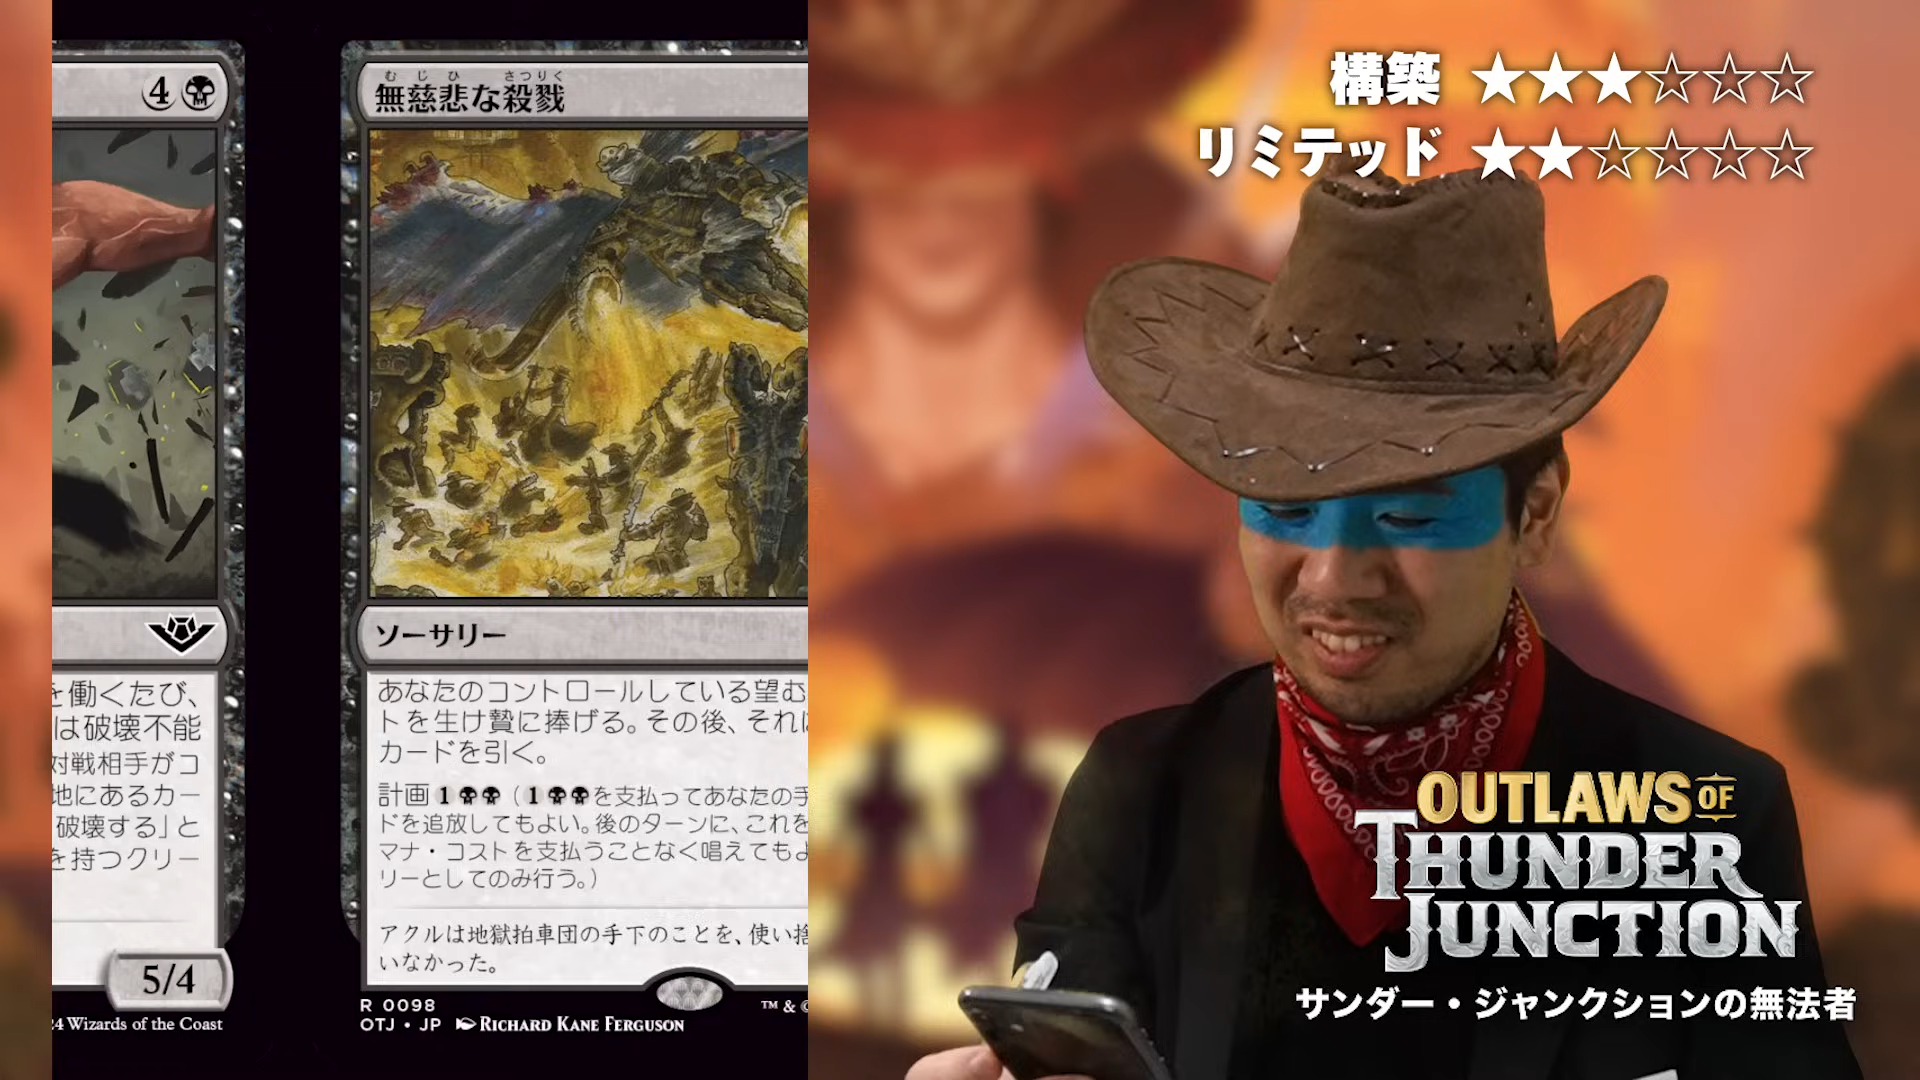 4
を働くたび、
は破壊不能
対戦相手がコ
地にあるカー
破壊する」と
を持つクリー
5/4
Wizards of the Coast
むじひ さつりく
無慈悲な殺戮
ソーサリー
あなたのコントロールしている望む
トを生け贄に捧げる。その後、それ
カードを引く。
計画1(1を支払ってあなたの手
ドを追放してもよい。後のターンに、これを
マナ・コストを支払うことなく唱えてもよ
リーとしてのみ行う。)
アクルは地獄拍車団の手下のことを、使い捨
いなかった。
R 0098
OTJ • JP RICHARD KANE FERGUSON
™ & ©
構築 ★★★☆☆☆
リミテッド ★★☆☆☆☆
OUTLAWS OF
THUNDER
JUNCTION
サンダー・ジャンクションの無法者